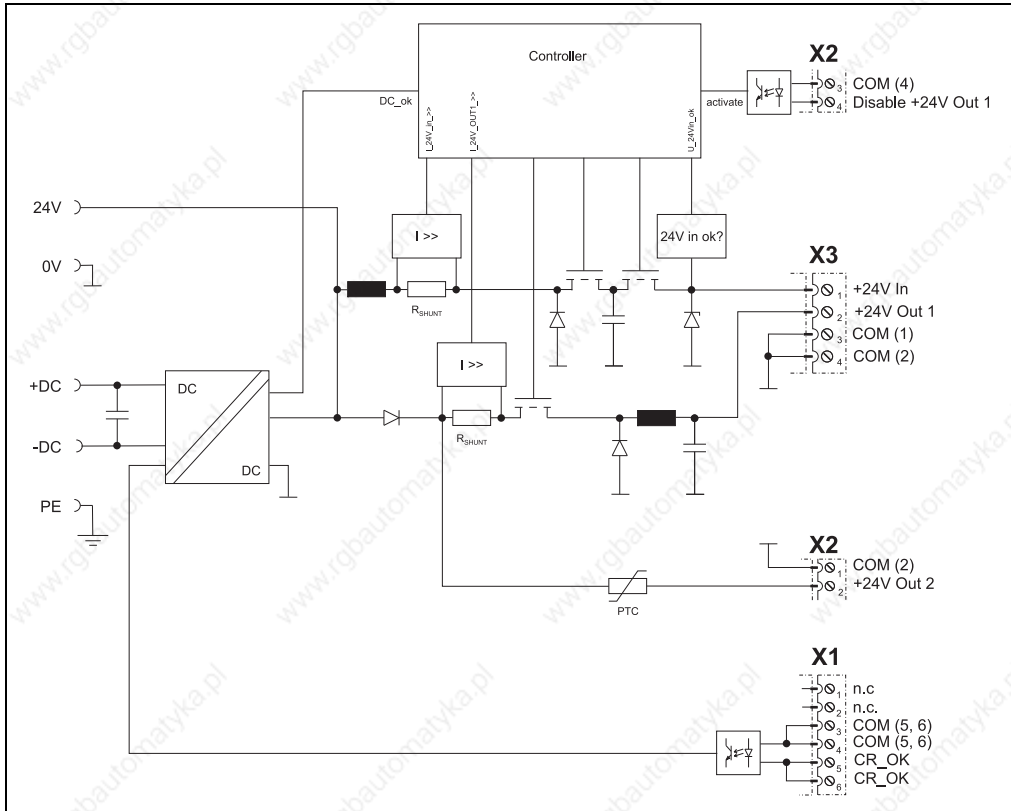 Controller
DC_ok
I_24V_in_>>
I_24V_OUT1_>>
U_24Vin_ok
activate
X2
3 COM (4)
4 Disable +24V Out 1
24V
0V
I >>
24V in ok?
RSHUNT
X3
1 +24V In
2 +24V Out 1
3 COM (1)
4 COM (2)
I >>
RSHUNT
+DC
-DC
DC
DC
PE
X2
1 COM (2)
2 +24V Out 2
PTC
X1
1 n.c
2 n.c.
3 COM (5, 6)
4 COM (5, 6)
5 CR_OK
6 CR_OK
www.rgbautomatyka.pl